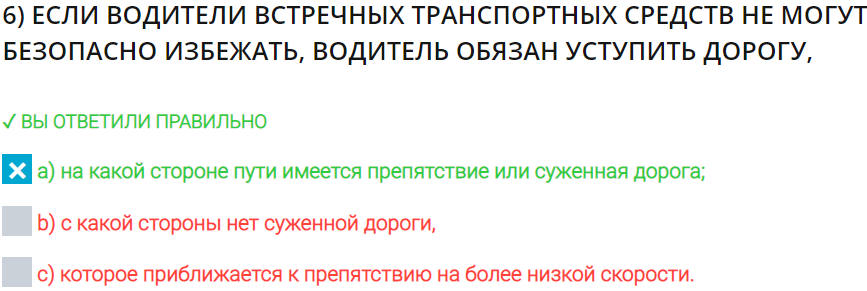 6) ЕСЛИ ВОДИТЕЛИ ВСТРЕЧНЫХ ТРАНСПОРТНЫХ СРЕДСТВ НЕ МОГУТ
БЕЗОПАСНО ИЗБЕЖАТЬ, ВОДИТЕЛЬ ОБЯЗАН УСТУПИТЬ ДОРОГУ,
✓ ВЫ ОТВЕТИЛИ ПРАВИЛЬНО
a) на какой стороне пути имеется препятствие или суженная дорога;
b) с какой стороны нет суженной дороги,
c) которое приближается к препятствию на более низкой скорости.